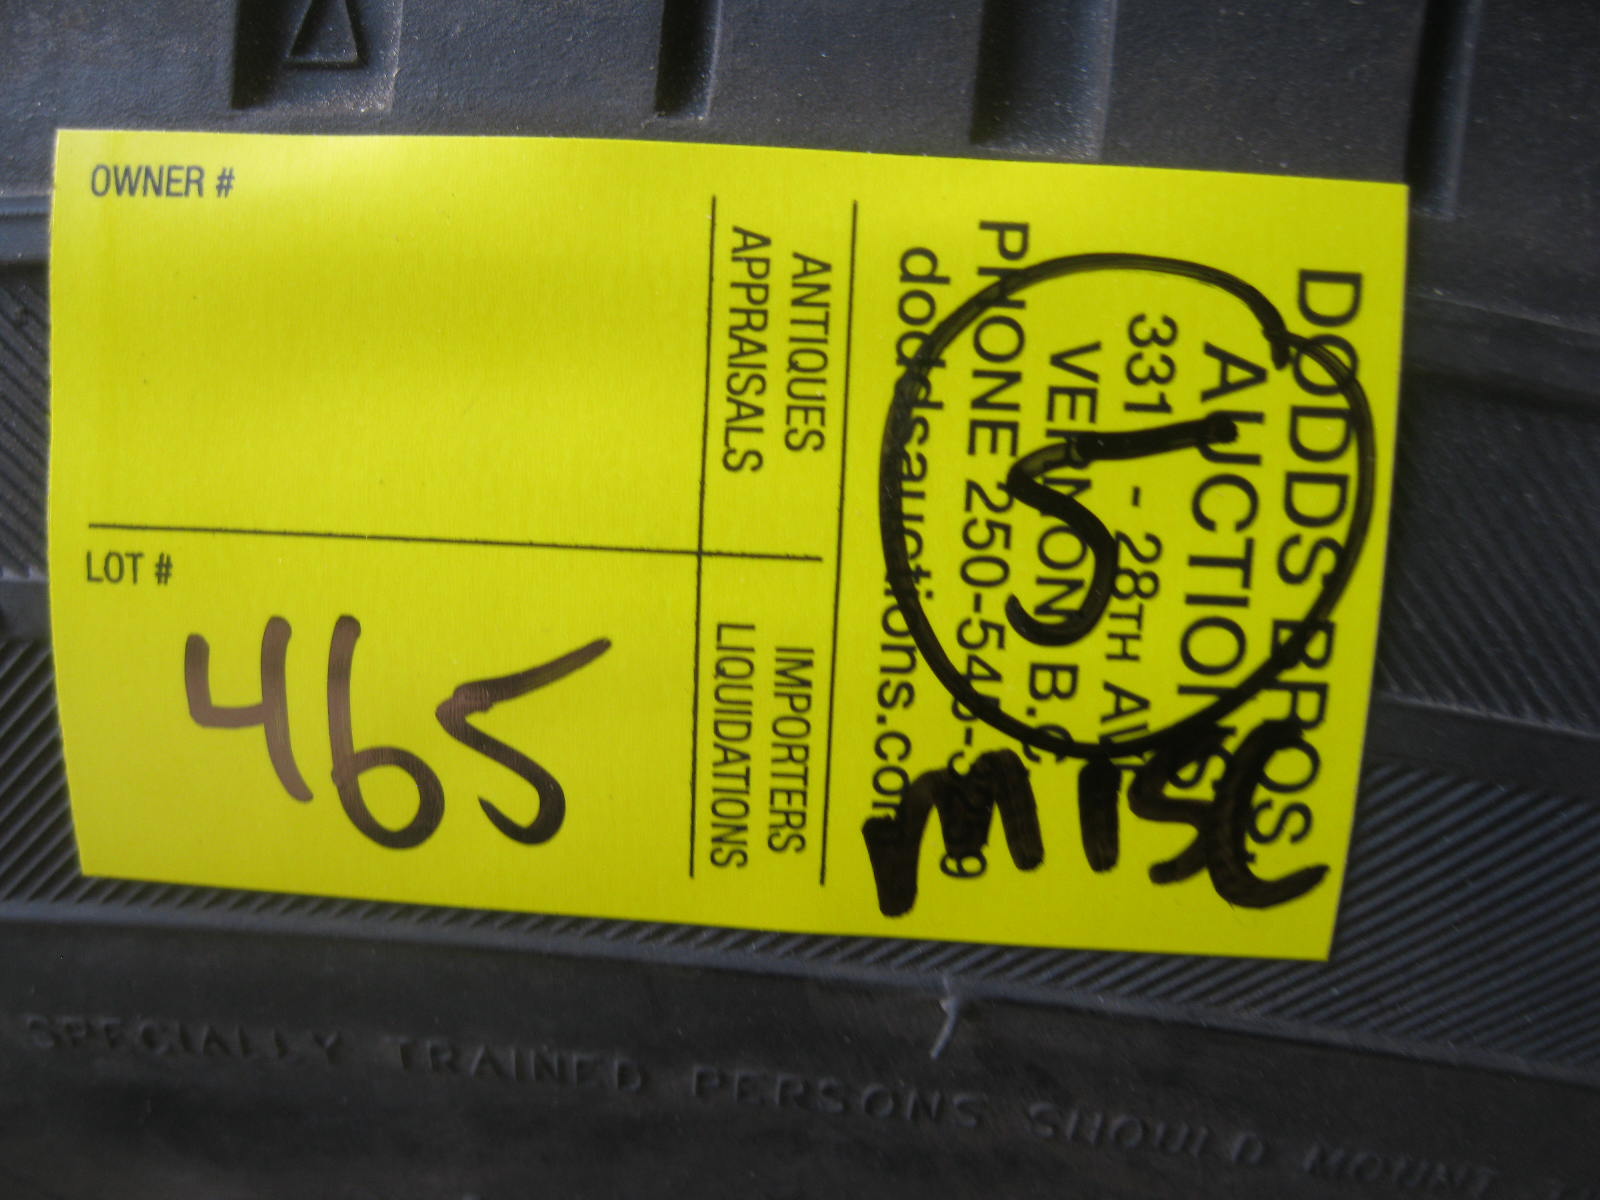 DODDS BROS.
AUCTIONS
331 - 28TH AVE
VERNON B.C.
PHONE 250-545-3259
doddsauctions.com
5
MISC
ANTIQUES
APPRAISALS
IMPORTERS
LIQUIDATIONS
OWNER #
LOT #
465
SPECIALLY TRAINED PERSONS SHOULD MOUNT